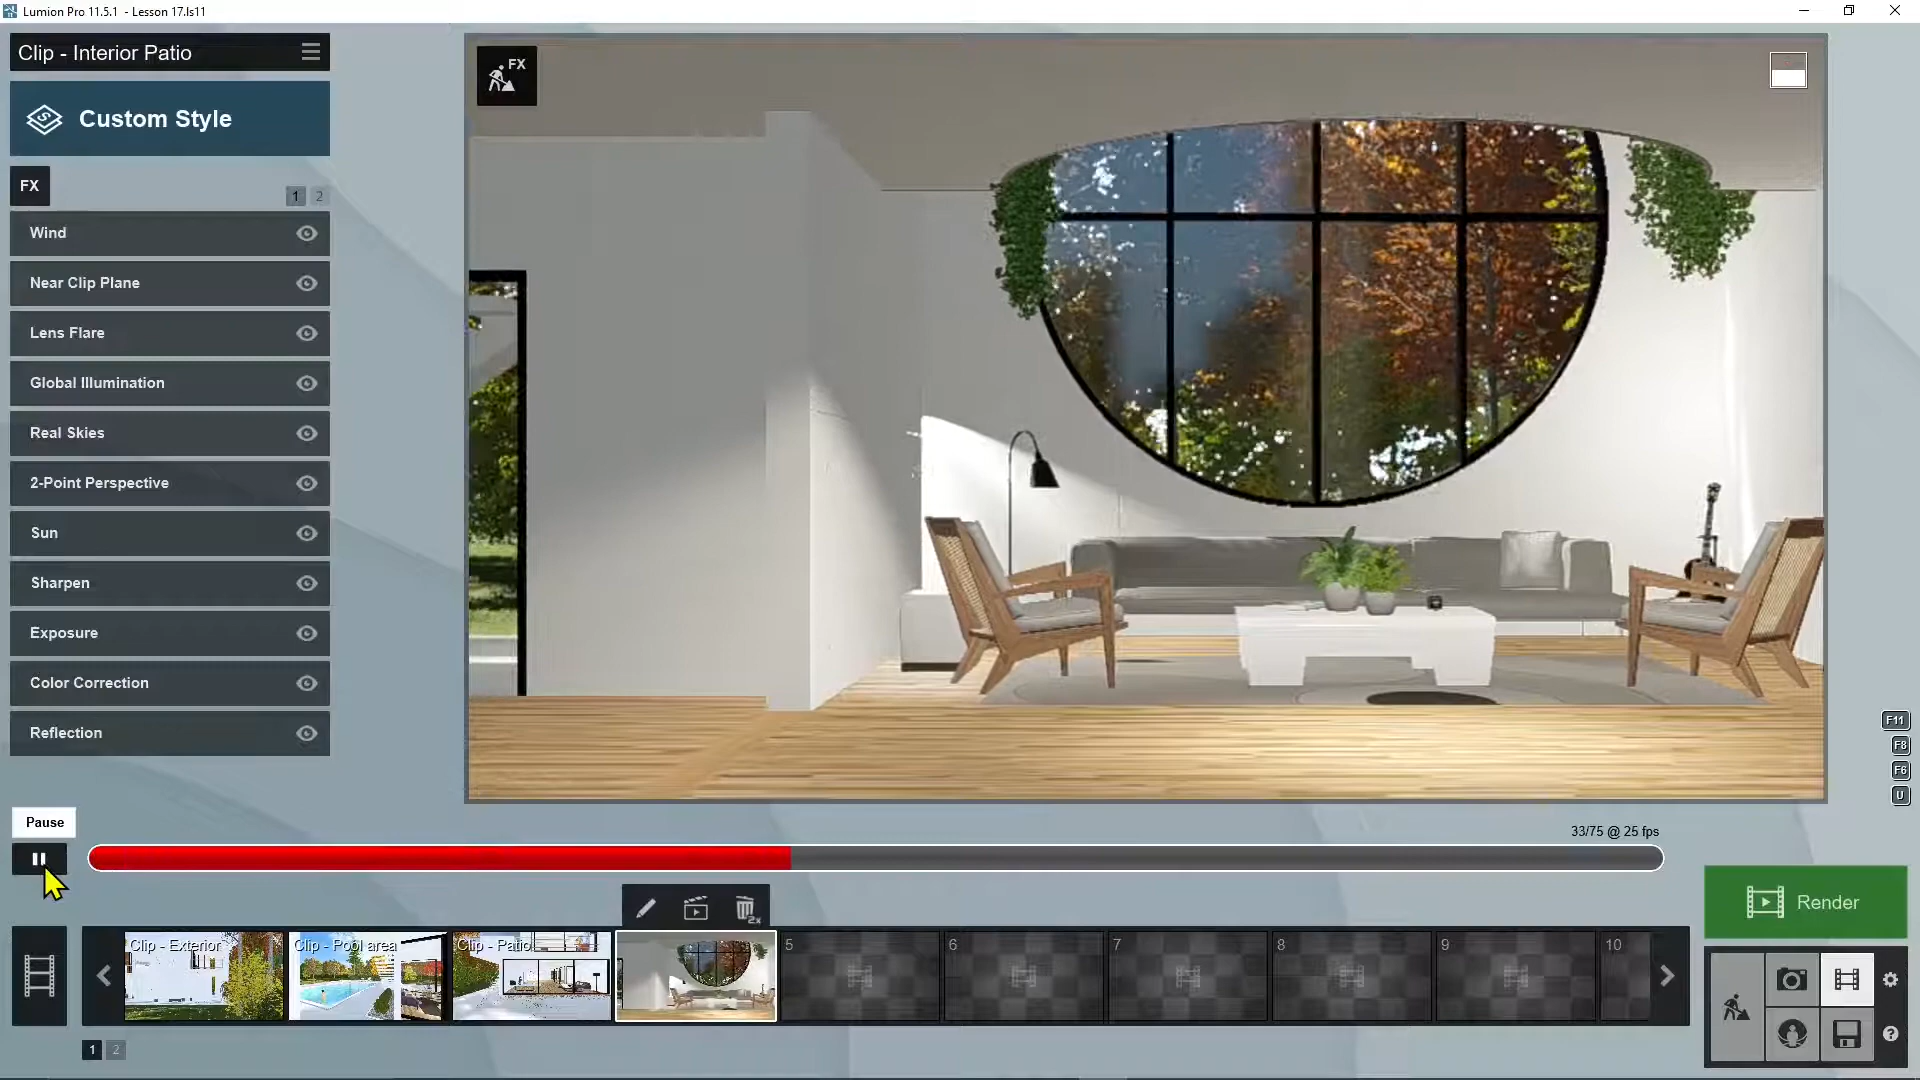 Lumion Pro 11.5.1 - Lesson 17.ls11
Clip - Interior Patio
FX
Custom Style
FX
1 2
Wind
Near Clip Plane
Lens Flare
Global Illumination
Real Skies
2-Point Perspective
Sun
Sharpen
Exposure
Color Correction
Reflection
F11
F8
F6
U
Pause
33/75 @ 25 fps
2x
Render
Clip - Exterior
Clip - Pool area
Clip - Patio
5
6
7
8
9
10
?
1 2